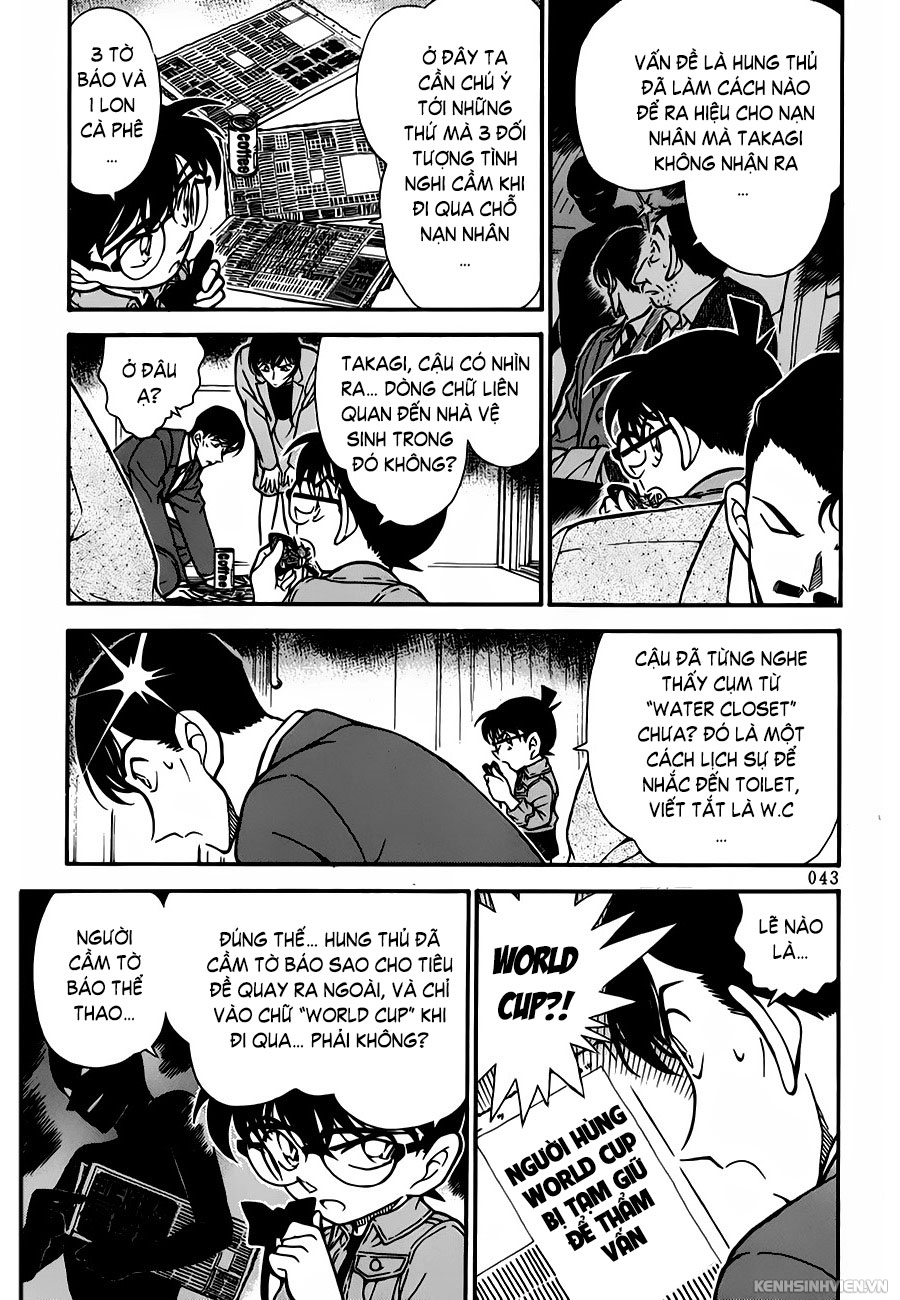 VẤN ĐỀ LÀ HUNG THỦ
ĐÃ LÀM CÁCH NÀO
ĐỂ RA HIỆU CHO NẠN
NHÂN MÀ TAKAGI
KHÔNG NHẬN RA
...
Ở ĐÂY TA
CẦN CHÚ Ý
TỚI NHỮNG
THỨ MÀ 3 ĐỐI
TƯỢNG TÌNH
NGHI CẦM KHI
ĐI QUA CHỖ
NẠN NHÂN
...
3 TỜ
BÁO VÀ
1 LON
CÀ PHÊ
...
coffee
TAKAGI, CẬU CÓ NHÌN
RA... DÒNG CHỮ LIÊN
QUAN ĐẾN NHÀ VỆ
SINH TRONG
ĐÓ KHÔNG?
Ở ĐÂU
Ạ?
coffee
CẬU ĐÃ TỪNG NGHE
THẤY CỤM TỪ
"WATER CLOSET"
CHƯA? ĐÓ LÀ MỘT
CÁCH LỊCH SỰ ĐỂ
NHẮC ĐẾN TOILET,
VIẾT TẮT LÀ W.C
...
043
LẼ NÀO
LÀ...
WORLD
CUP?!
NGƯỜI HÙNG
WORLD CUP
BỊ TẠM GIỮ
ĐỂ THẨM
VẤN
ĐÚNG THẾ... HUNG THỦ ĐÃ
CẦM TỜ BÁO SAO CHO TIÊU
ĐỀ QUAY RA NGOÀI, VÀ CHỈ
VÀO CHỮ "WORLD CUP" KHI
ĐI QUA... PHẢI KHÔNG?
NGƯỜI
CẦM TỜ
BÁO THỂ
THAO...
KENHSINHVIEN.VN